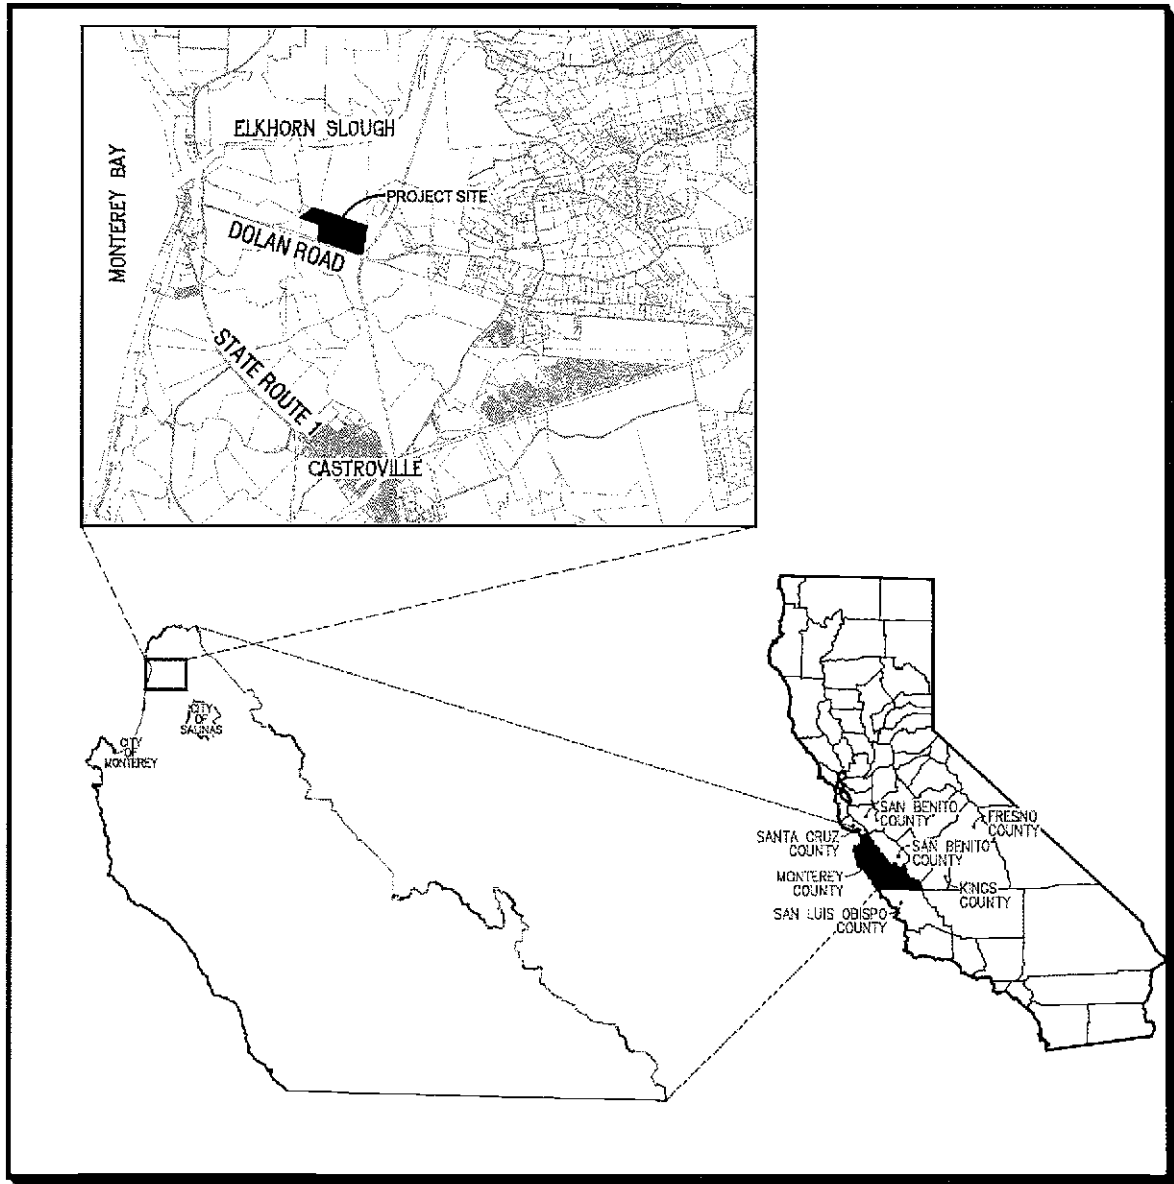 ELKHORN SLOUGH
MONTEREY BAY
PROJECT SITE
DOLAN ROAD
STATE ROUTE 1
CASTROVILLE
CITY
OF
SALINAS
CITY
OF
MONTEREY
SAN BENITO
COUNTY
FRESNO
COUNTY
SANTA CRUZ
COUNTY
SAN BENITO
COUNTY
MONTEREY
COUNTY
KINGS
COUNTY
SAN LUIS OBISPO
COUNTY